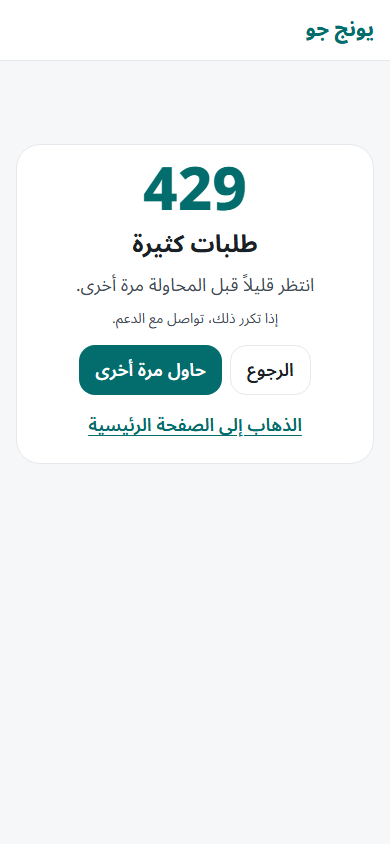 يونج جو
429
طلبات كثيرة
انتظر قليلاً قبل المحاولة مرة أخرى.
إذا تكرر ذلك، تواصل مع الدعم.
الرجوع
حاول مرة أخرى
الذهاب إلى الصفحة الرئيسية